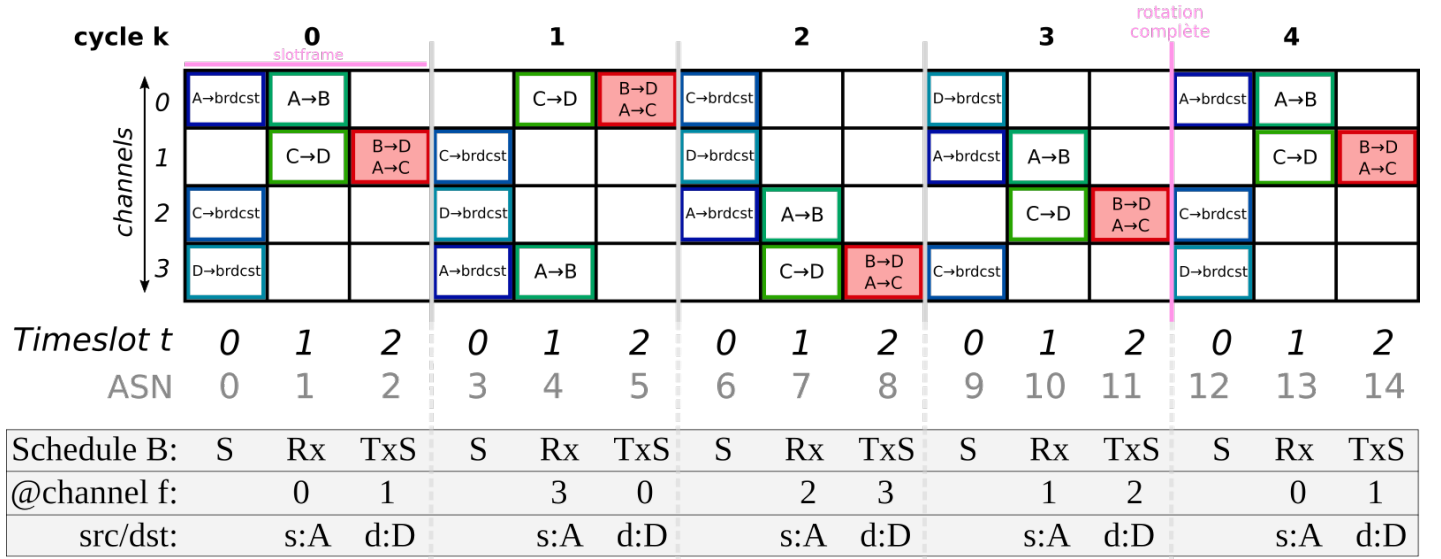 rotation
complète
cycle k 0 1 2 3 4
slotframe
0 A→brdcst A→B C→D B→D A→C C→brdcst D→brdcst A→brdcst A→B
1 C→D B→D A→C C→brdcst D→brdcst A→brdcst A→B C→D B→D A→C
2 C→brdcst D→brdcst A→brdcst A→B C→D B→D A→C C→brdcst
3 D→brdcst A→brdcst A→B C→D B→D A→C C→brdcst D→brdcst
channels
Timeslot t 0 1 2 0 1 2 0 1 2 0 1 2 0 1 2
ASN 0 1 2 3 4 5 6 7 8 9 10 11 12 13 14
Schedule B: S Rx TxS S Rx TxS S Rx TxS S Rx TxS S Rx TxS
@channel f: 0 1 3 0 2 3 1 2 0 1
src/dst: s:A d:D s:A d:D s:A d:D s:A d:D s:A d:D